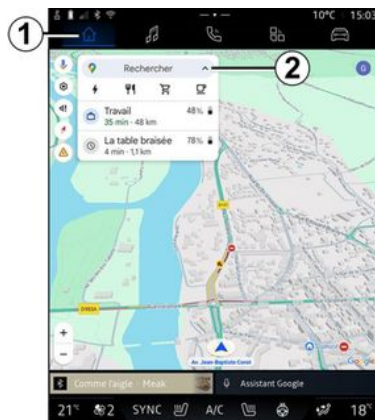 10°C 15:03
1
Rechercher
2
G
Travail
48%
35 min · 48 km
La table braisée
78%
4 min · 1,1 km
+
−
Av. Jean-Baptiste Corot
Google
Comme l'aigle Meak
Assistant Google
21° 2 SYNC A/C 18°